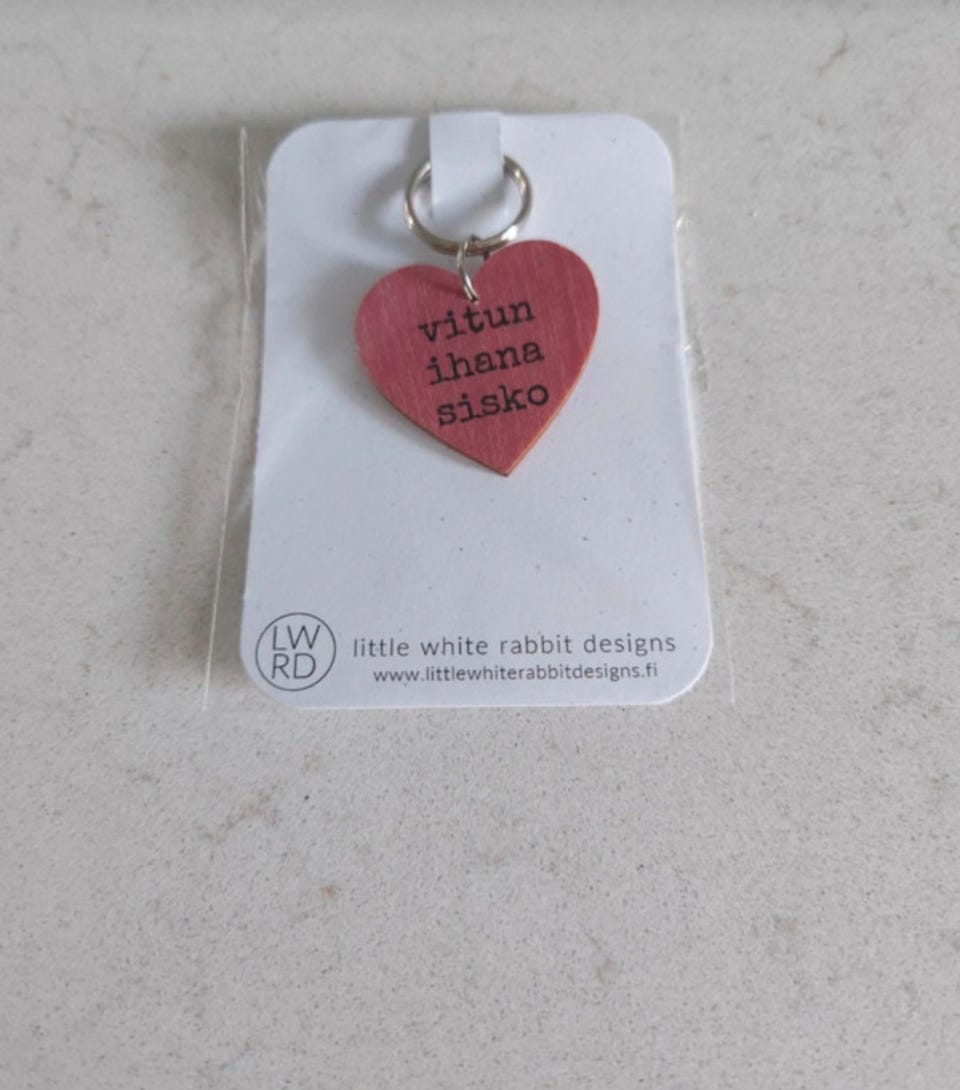 vitun
ihana
sisko
LW
RD
little white rabbit designs
www.littlewhiterabbitdesigns.fi